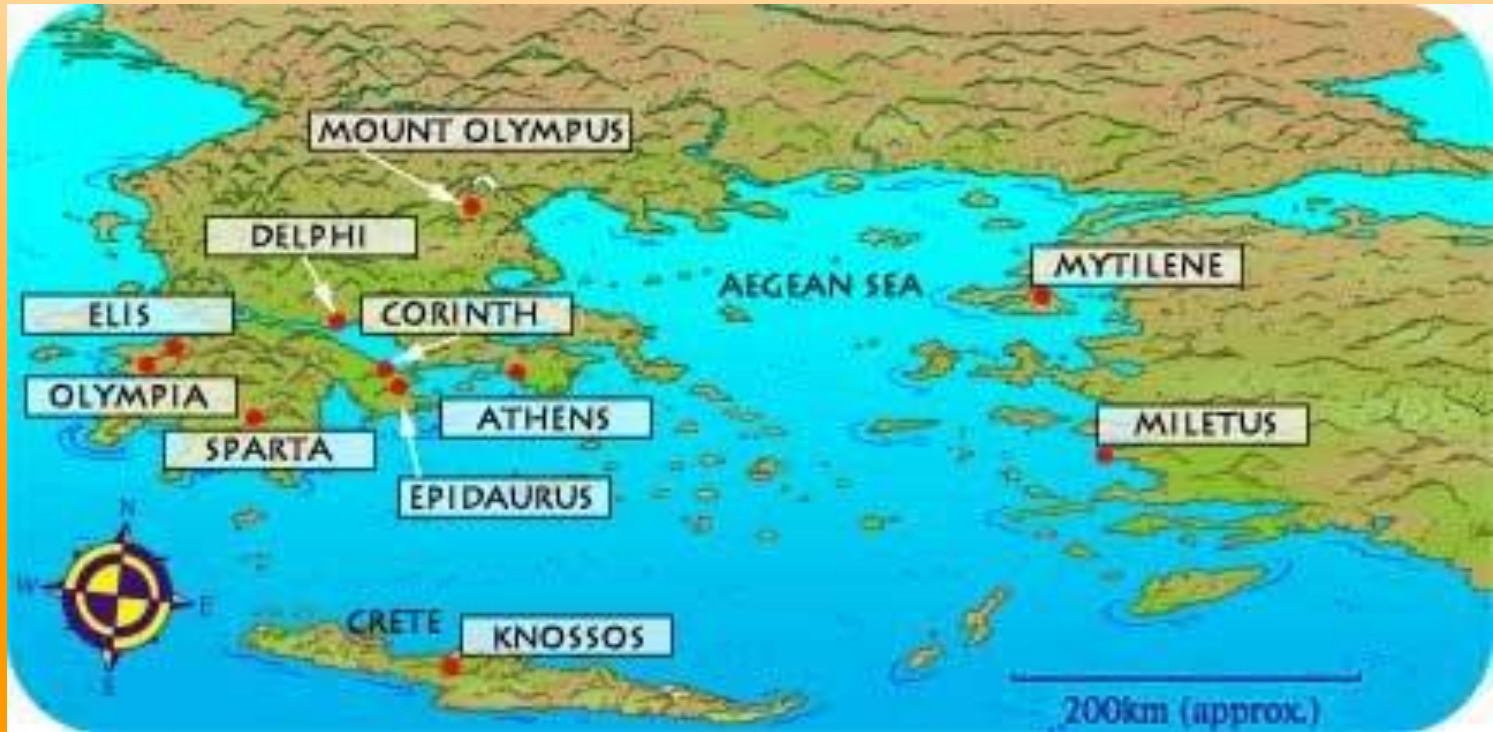 MOUNT OLYMPUS
DELPHI
AEGEAN SEA
MYTILENE
ELIS
CORINTH
OLYMPIA
ATHENS
MILETUS
SPARTA
EPIDAURUS
N
W
E
S
CRETE
KNOSSOS
200km (approx.)